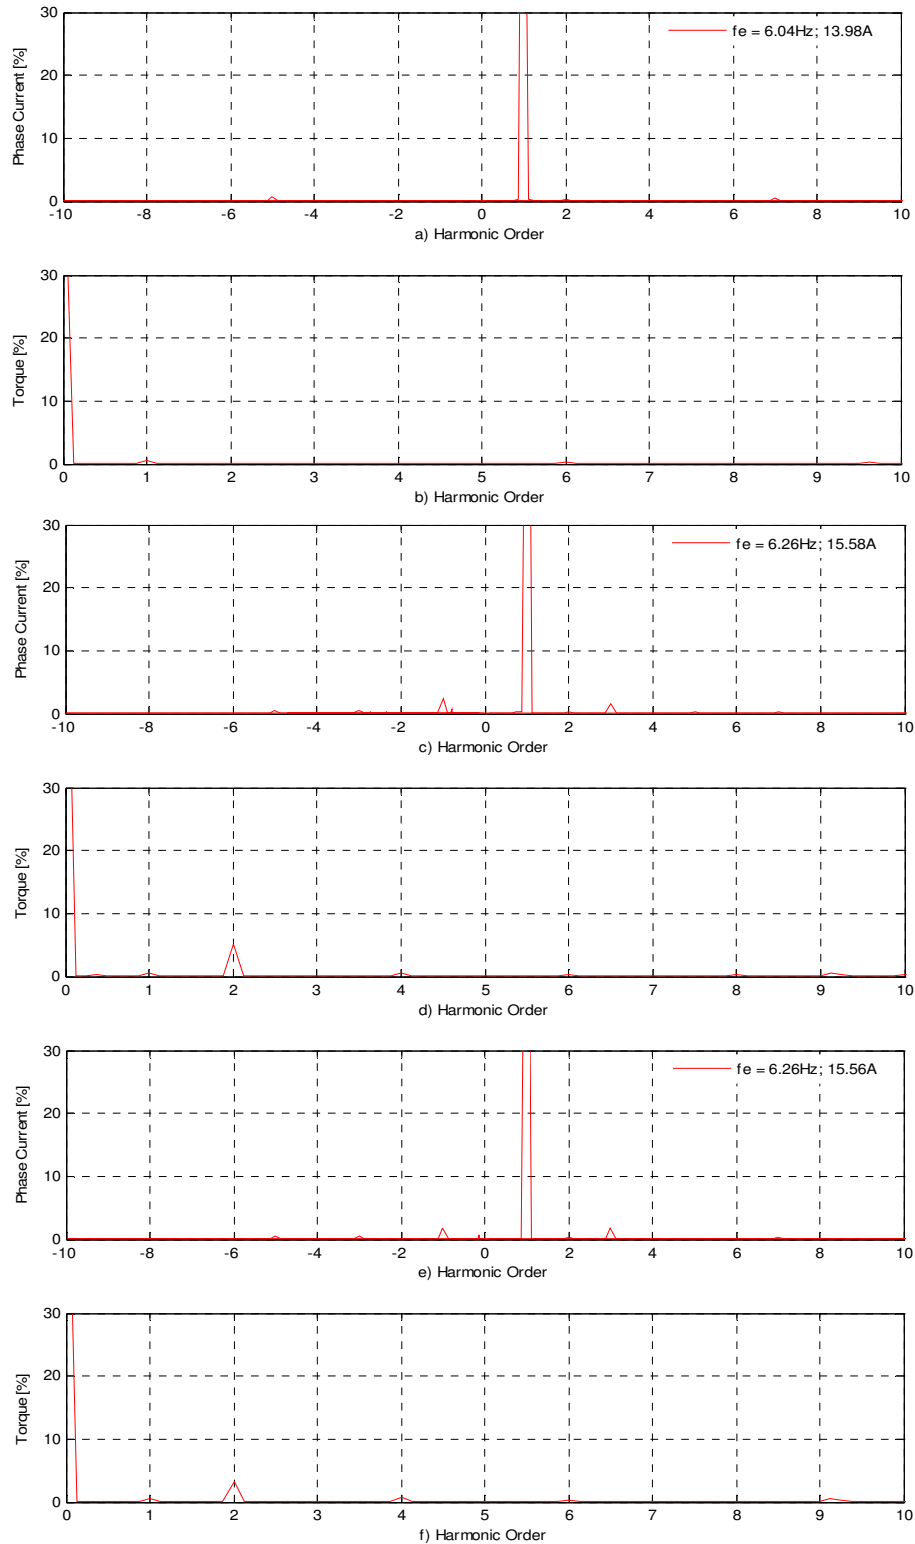 30
20
10
0
Phase Current [%]
fe = 6.04Hz; 13.98A
-10 -8 -6 -4 -2 0 2 4 6 8 10
a) Harmonic Order
30
20
10
0
Torque [%]
0 1 2 3 4 5 6 7 8 9 10
b) Harmonic Order
30
20
10
0
Phase Current [%]
fe = 6.26Hz; 15.58A
-10 -8 -6 -4 -2 0 2 4 6 8 10
c) Harmonic Order
30
20
10
0
Torque [%]
0 1 2 3 4 5 6 7 8 9 10
d) Harmonic Order
30
20
10
0
Phase Current [%]
fe = 6.26Hz; 15.56A
-10 -8 -6 -4 -2 0 2 4 6 8 10
e) Harmonic Order
30
20
10
0
Torque [%]
0 1 2 3 4 5 6 7 8 9 10
f) Harmonic Order